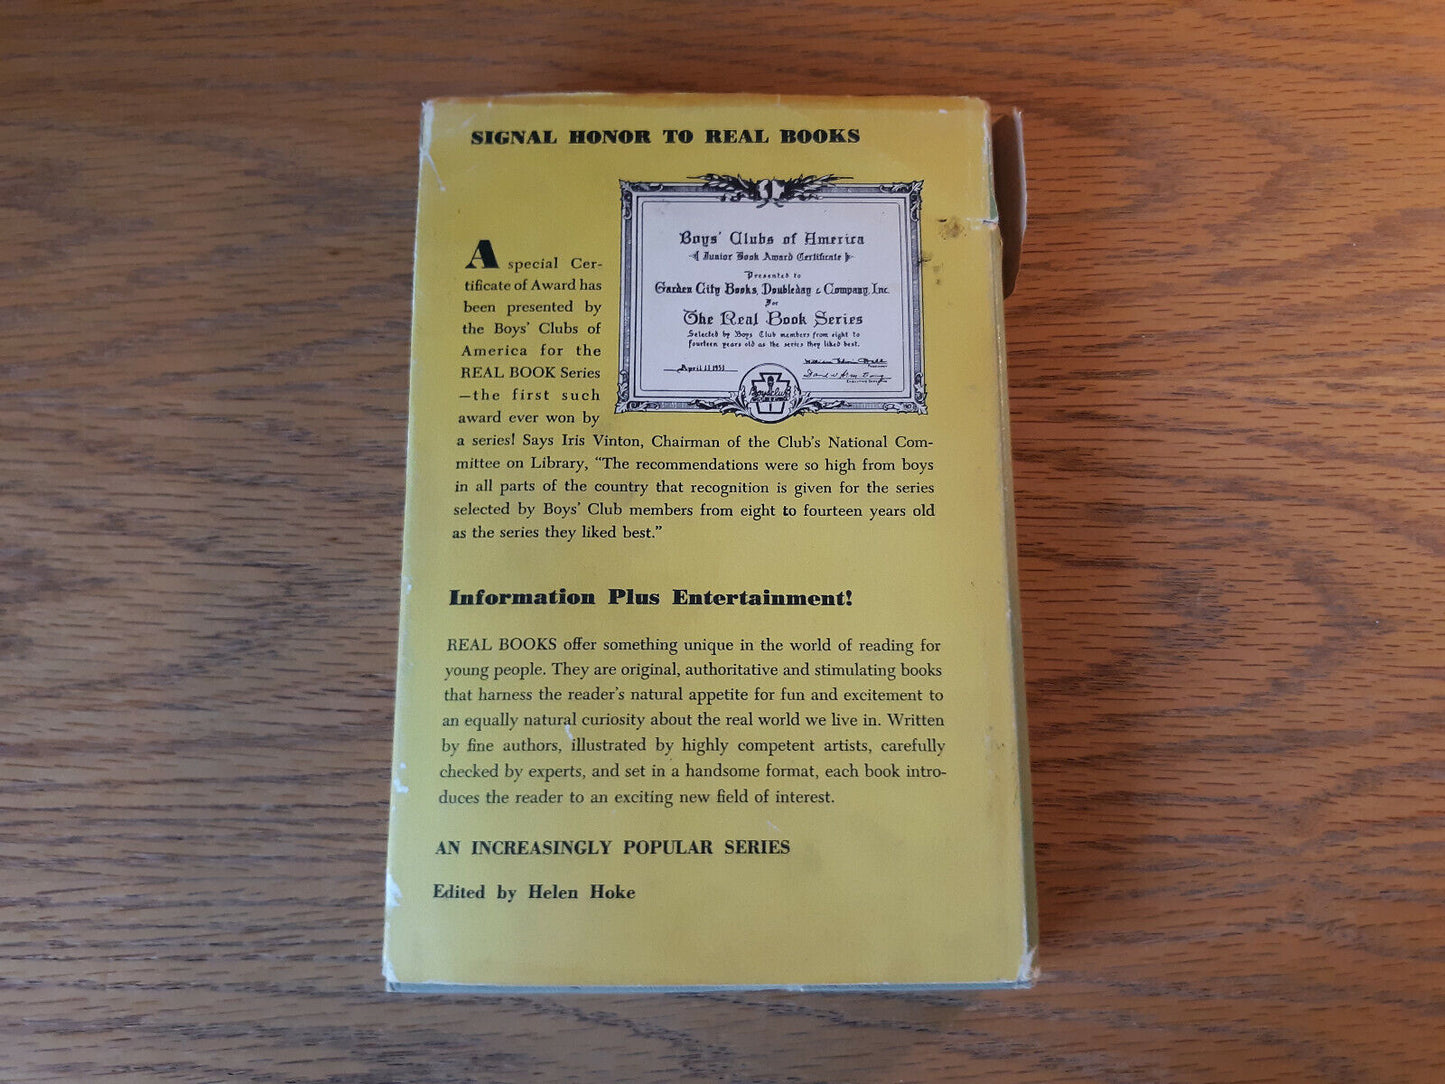 SIGNAL HONOR TO REAL BOOKS
Boys' Clubs of America
Junior Book Award Certificate
Presented to
Garden City Books, Doubleday & Company, Inc.
For
The Real Book Series
Selected by Boys Club members from eight to
fourteen years old as the series they liked best.
April 11 1951
A special Cer-
tificate of Award has
been presented by
the Boys' Clubs of
America for the
REAL BOOK Series
—the first such
award ever won by
a series! Says Iris Vinton, Chairman of the Club's National Com-
mittee on Library, “The recommendations were so high from boys
in all parts of the country that recognition is given for the series
selected by Boys' Club members from eight to fourteen years old
as the series they liked best.”
Information Plus Entertainment!
REAL BOOKS offer something unique in the world of reading for
young people. They are original, authoritative and stimulating books
that harness the reader's natural appetite for fun and excitement to
an equally natural curiosity about the real world we live in. Written
by fine authors, illustrated by highly competent artists, carefully
checked by experts, and set in a handsome format, each book intro-
duces the reader to an exciting new field of interest.
AN INCREASINGLY POPULAR SERIES
Edited by Helen Hoke